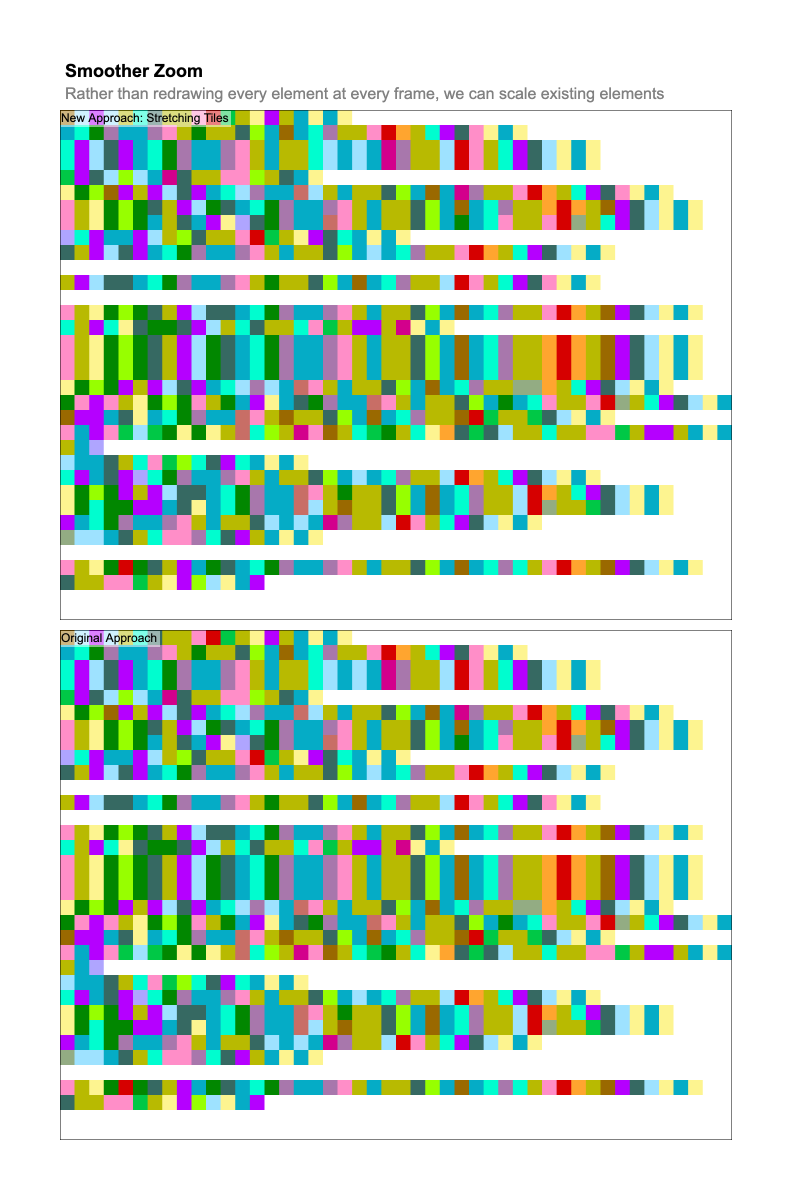 Smoother Zoom
Rather than redrawing every element at every frame, we can scale existing elements
New Approach: Stretching Tiles
Original Approach